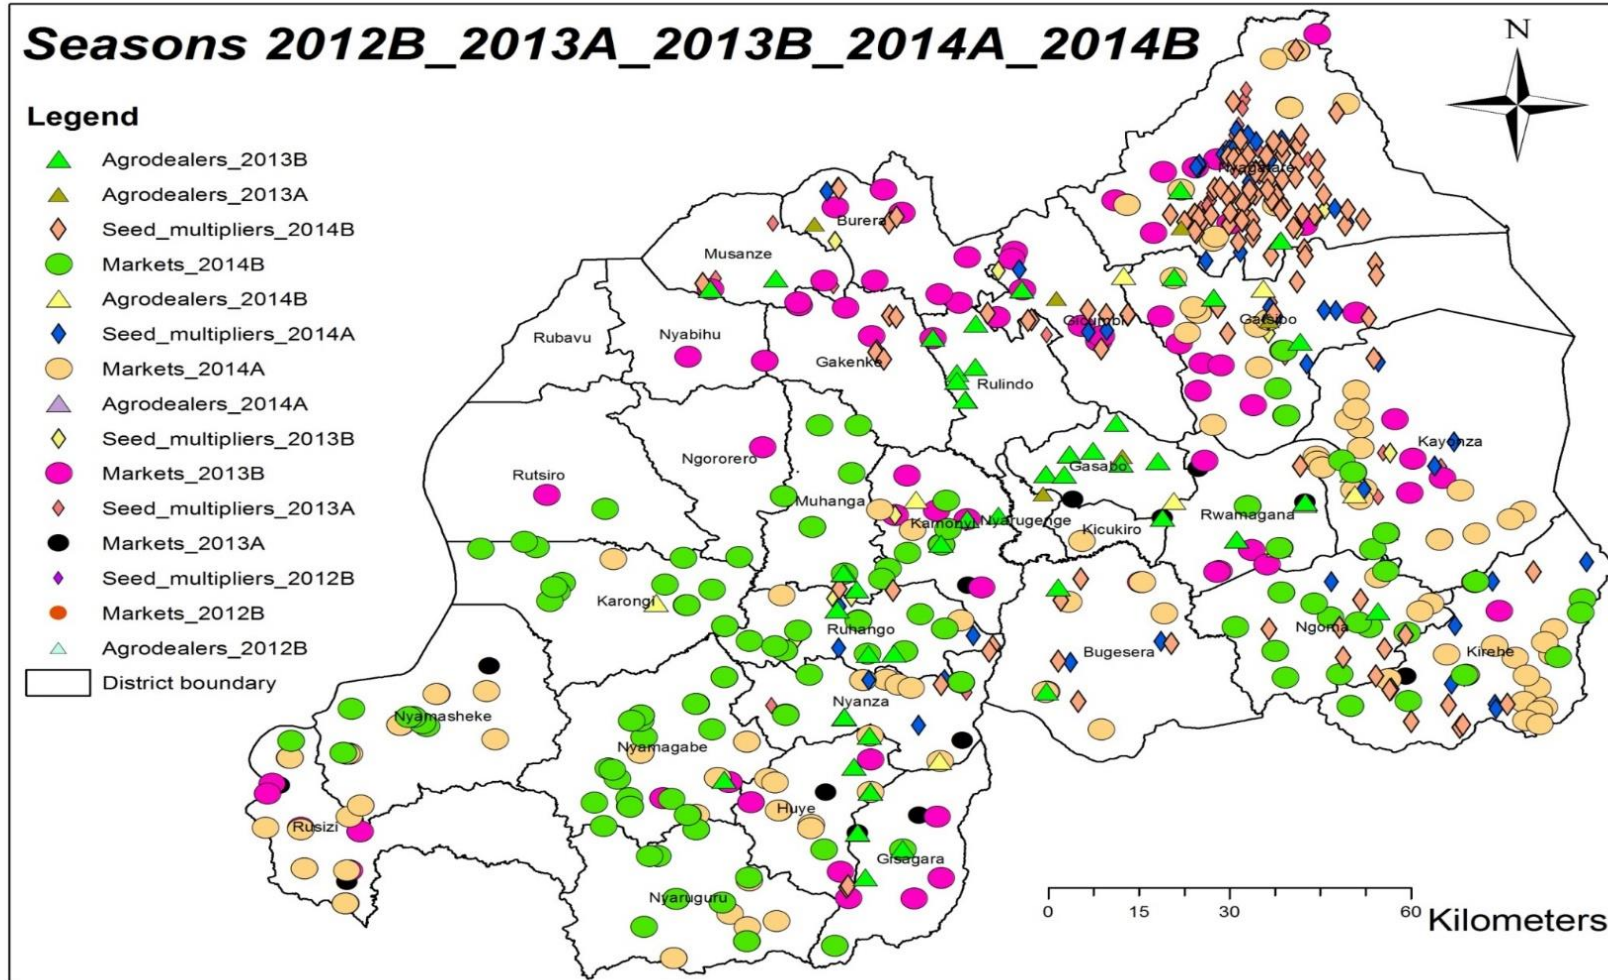 Seasons 2012B_2013A_2013B_2014A_2014B
N
Legend
Agrodealers_2013B
Agrodealers_2013A
Seed_multipliers_2014B
Markets_2014B
Agrodealers_2014B
Seed_multipliers_2014A
Markets_2014A
Agrodealers_2014A
Seed_multipliers_2013B
Markets_2013B
Seed_multipliers_2013A
Markets_2013A
Seed_multipliers_2012B
Markets_2012B
Agrodealers_2012B
District boundary
Nyagatare
Burera
Musanze
Gicumbi
Gatsibo
Rubavu
Nyabihu
Gakenke
Rulindo
Kayonza
Ngororero
Gasabo
Rutsiro
Muhanga
Rwamagana
Kamonyi
Nyarugenge
Kicukiro
Karongi
Ruhango
Ngoma
Bugesera
Kirehe
Nyanza
Nyamasheke
Nyamagabe
Huye
Rusizi
Gisagara
Nyaruguru
0 15 30 60
Kilometers